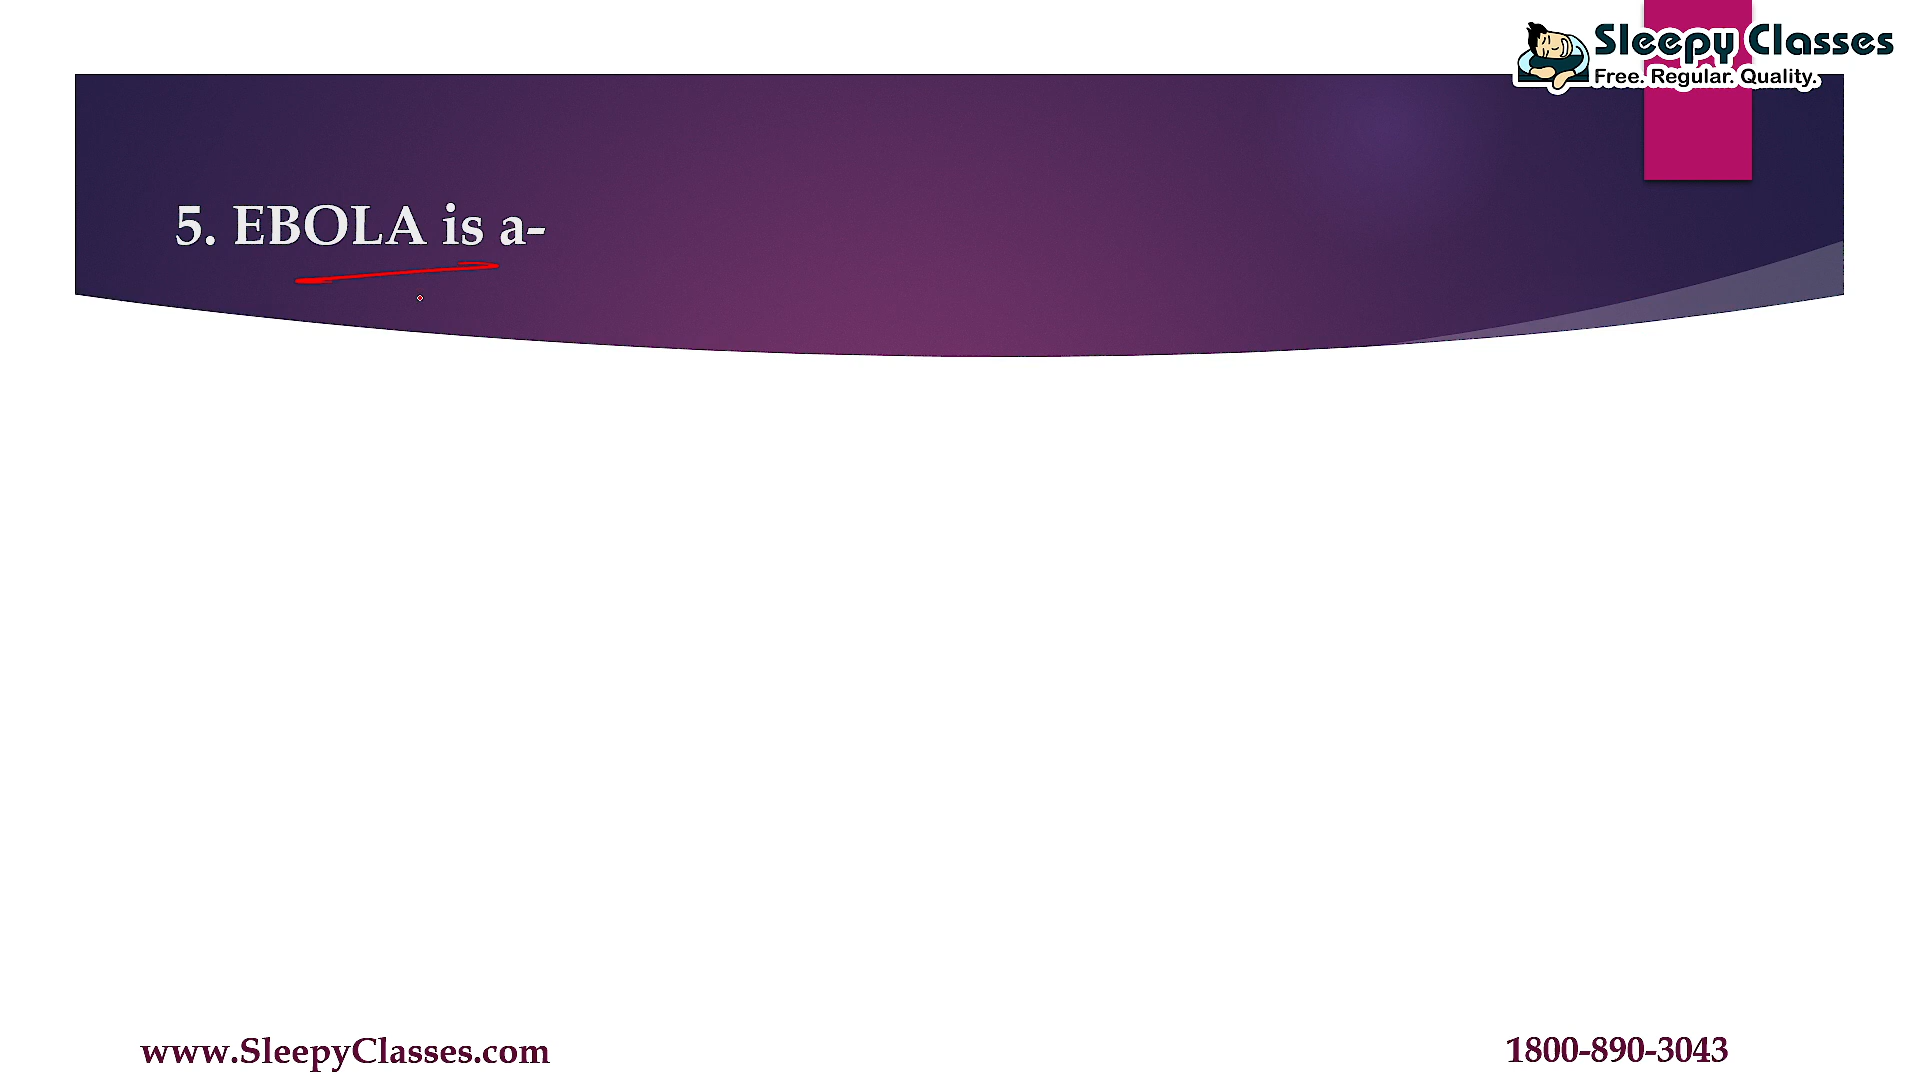 Sleepy Classes
Free. Regular. Quality.
5. EBOLA is a-
www.SleepyClasses.com
1800-890-3043